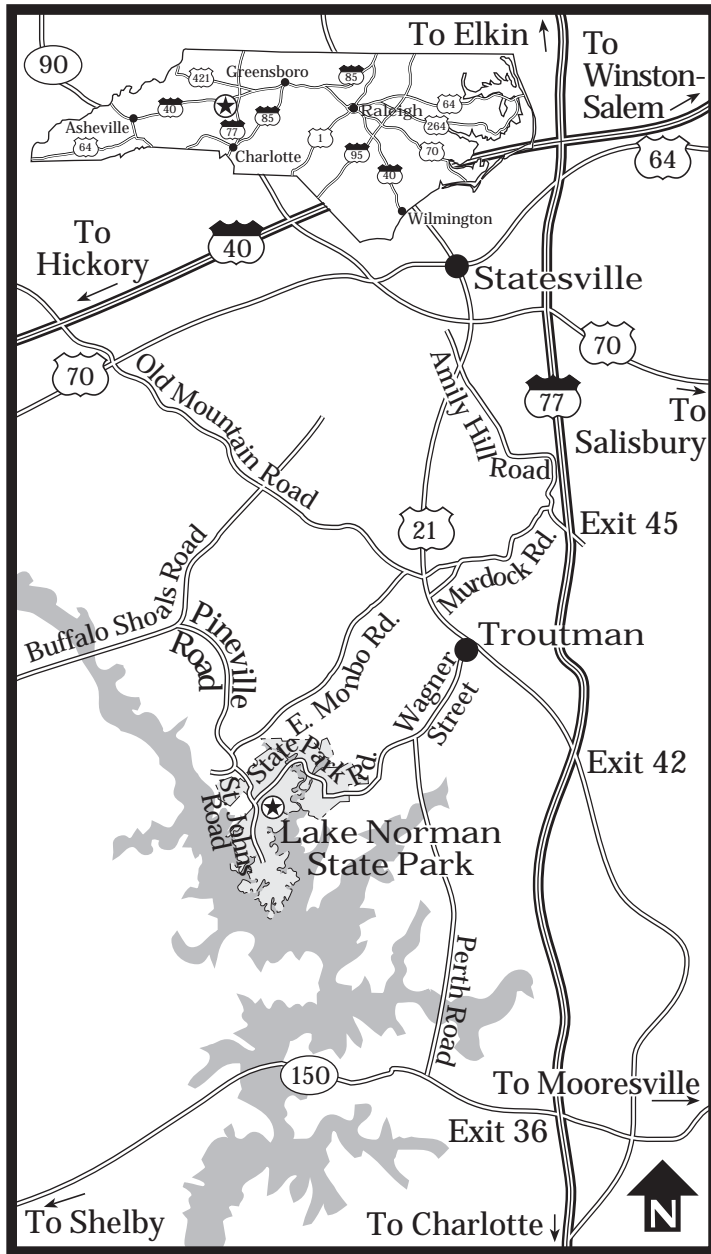 To Elkin
90
To
Winston-
Salem
421
Greensboro
85
40
Raleigh
64
Asheville
77
85
264
64
Charlotte
1
95
70
40
Wilmington
64
To
Hickory
40
Statesville
70
Old Mountain Road
Amily Hill
Road
77
70
To
Salisbury
21
Exit 45
Murdock Rd.
Buffalo Shoals Road
Pineville
Road
E. Monbo Rd.
Troutman
Wagner
Street
State Park
Rd.
Exit 42
St. Johns
Road
Lake Norman
State Park
Perth Road
150
To Mooresville
Exit 36
To Shelby
To Charlotte
N